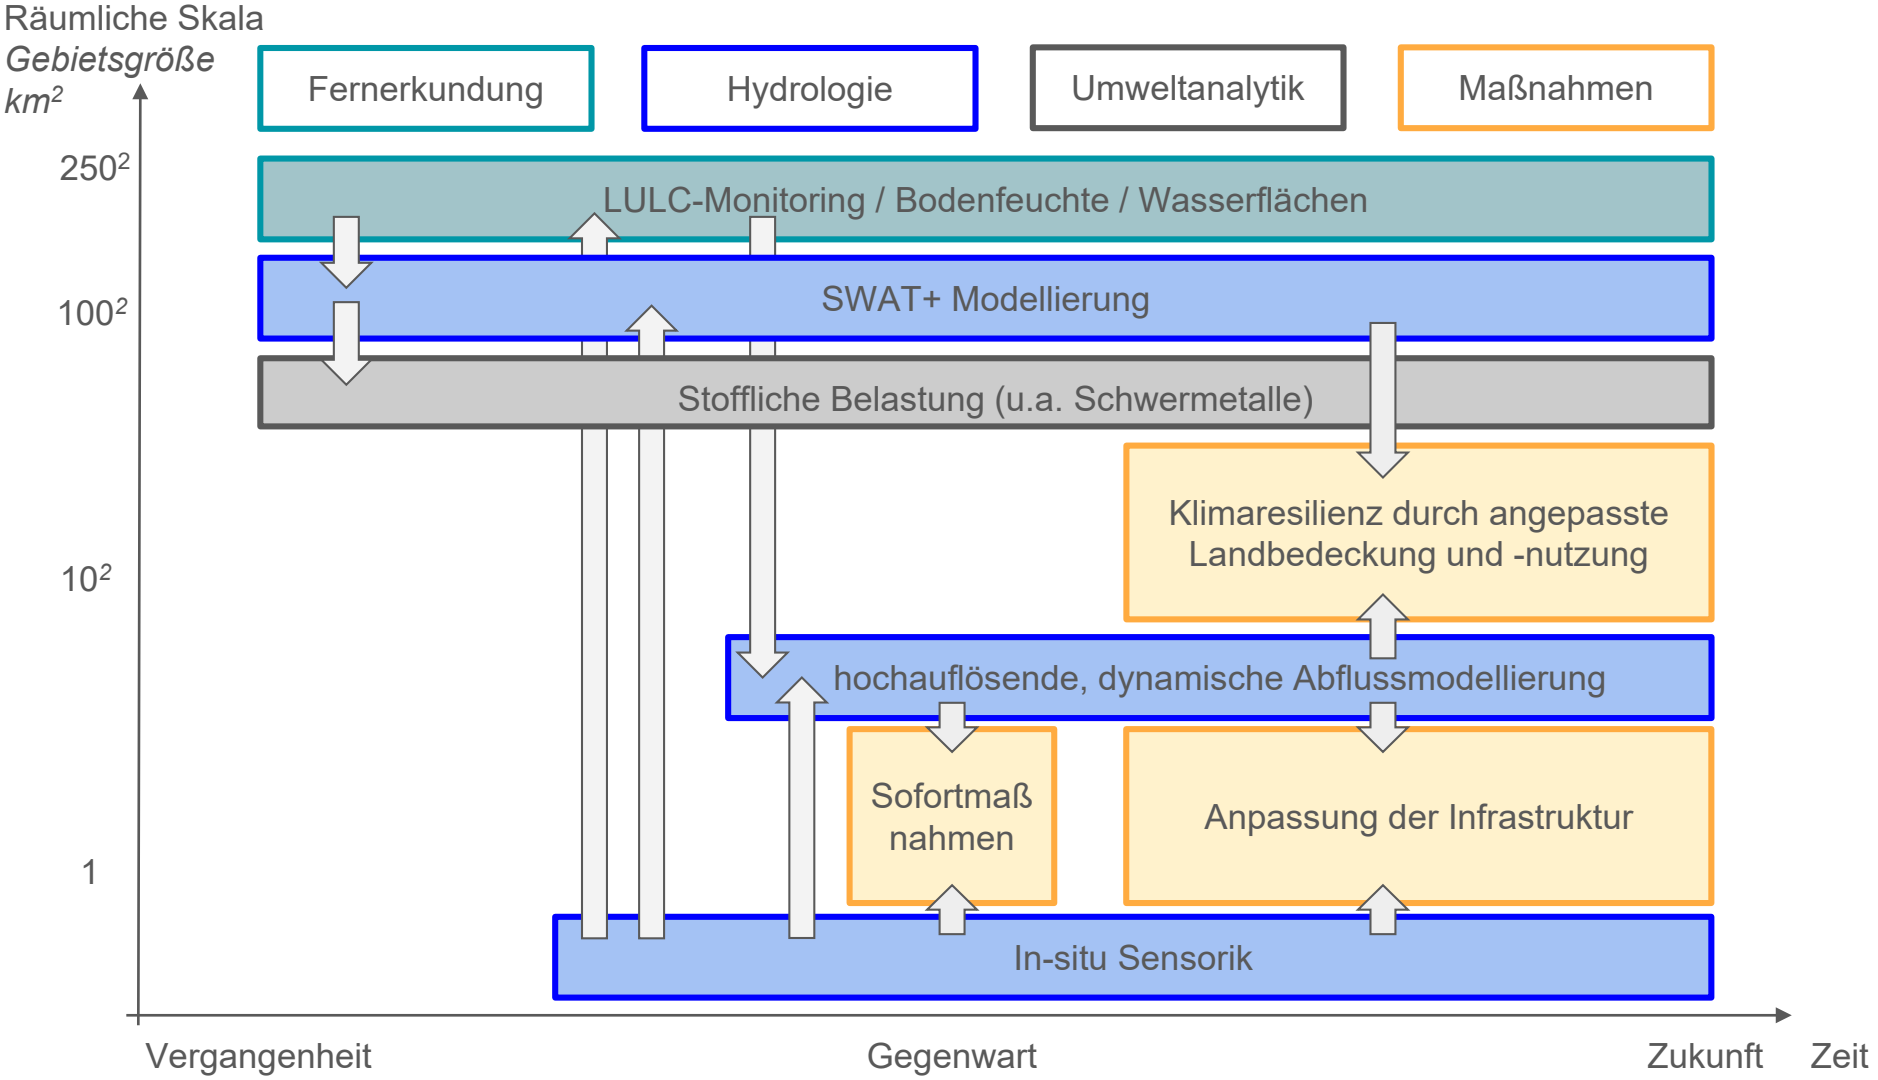 Räumliche Skala
Gebietsgröße
km²
Fernerkundung
Hydrologie
Umweltanalytik
Maßnahmen
250²
LULC-Monitoring / Bodenfeuchte / Wasserflächen
100²
SWAT+ Modellierung
Stoffliche Belastung (u.a. Schwermetalle)
Klimaresilienz durch angepasste
Landbedeckung und -nutzung
10²
hochauflösende, dynamische Abflussmodellierung
Sofortmaß
nahmen
Anpassung der Infrastruktur
1
In-situ Sensorik
Vergangenheit
Gegenwart
Zukunft
Zeit